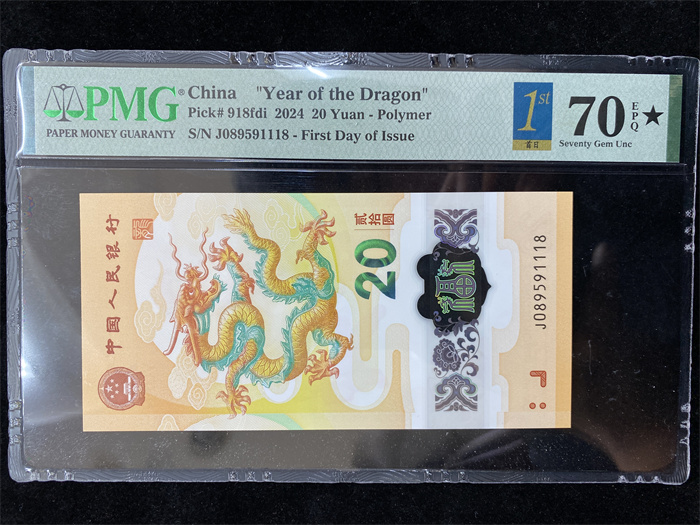 PMG®
PAPER MONEY GUARANTY
China "Year of the Dragon"
Pick# 918fdi 2024 20 Yuan - Polymer
S/N J089591118 - First Day of Issue
1st
首日
70 EPQ ★
Seventy Gem Unc
中国人民银行
贰拾圆
20
福
J089591118